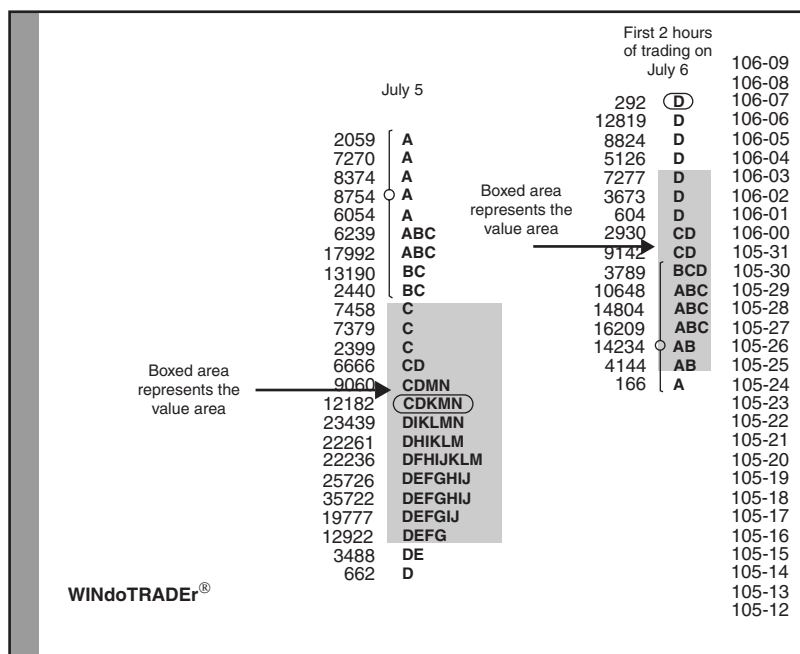 First 2 hours
of trading on
July 6
July 5
106-09
106-08
292 D 106-07
12819 D 106-06
2059 A 8824 D 106-05
7270 A 5126 D 106-04
8374 A 7277 D 106-03
8754 A 3673 D 106-02
6054 A 604 D 106-01
6239 ABC 2930 CD 106-00
17992 ABC 9142 CD 105-31
13190 BC 3789 BCD 105-30
2440 BC 10648 ABC 105-29
7458 C 14804 ABC 105-28
7379 C 16209 ABC 105-27
2399 C 14234 AB 105-26
6666 CD 4144 AB 105-25
9060 CDMN 166 A 105-24
12182 CDKMN 105-23
23439 DIKLMN 105-22
22261 DHIKLM 105-21
22236 DFHIJKLM 105-20
25726 DEFGHIJ 105-19
35722 DEFGHIJ 105-18
19777 DEFGIJ 105-17
12922 DEFG 105-16
3488 DE 105-15
662 D 105-14
105-13
105-12
Boxed area
represents the
value area
Boxed area
represents the
value area
WINdoTRADEr®